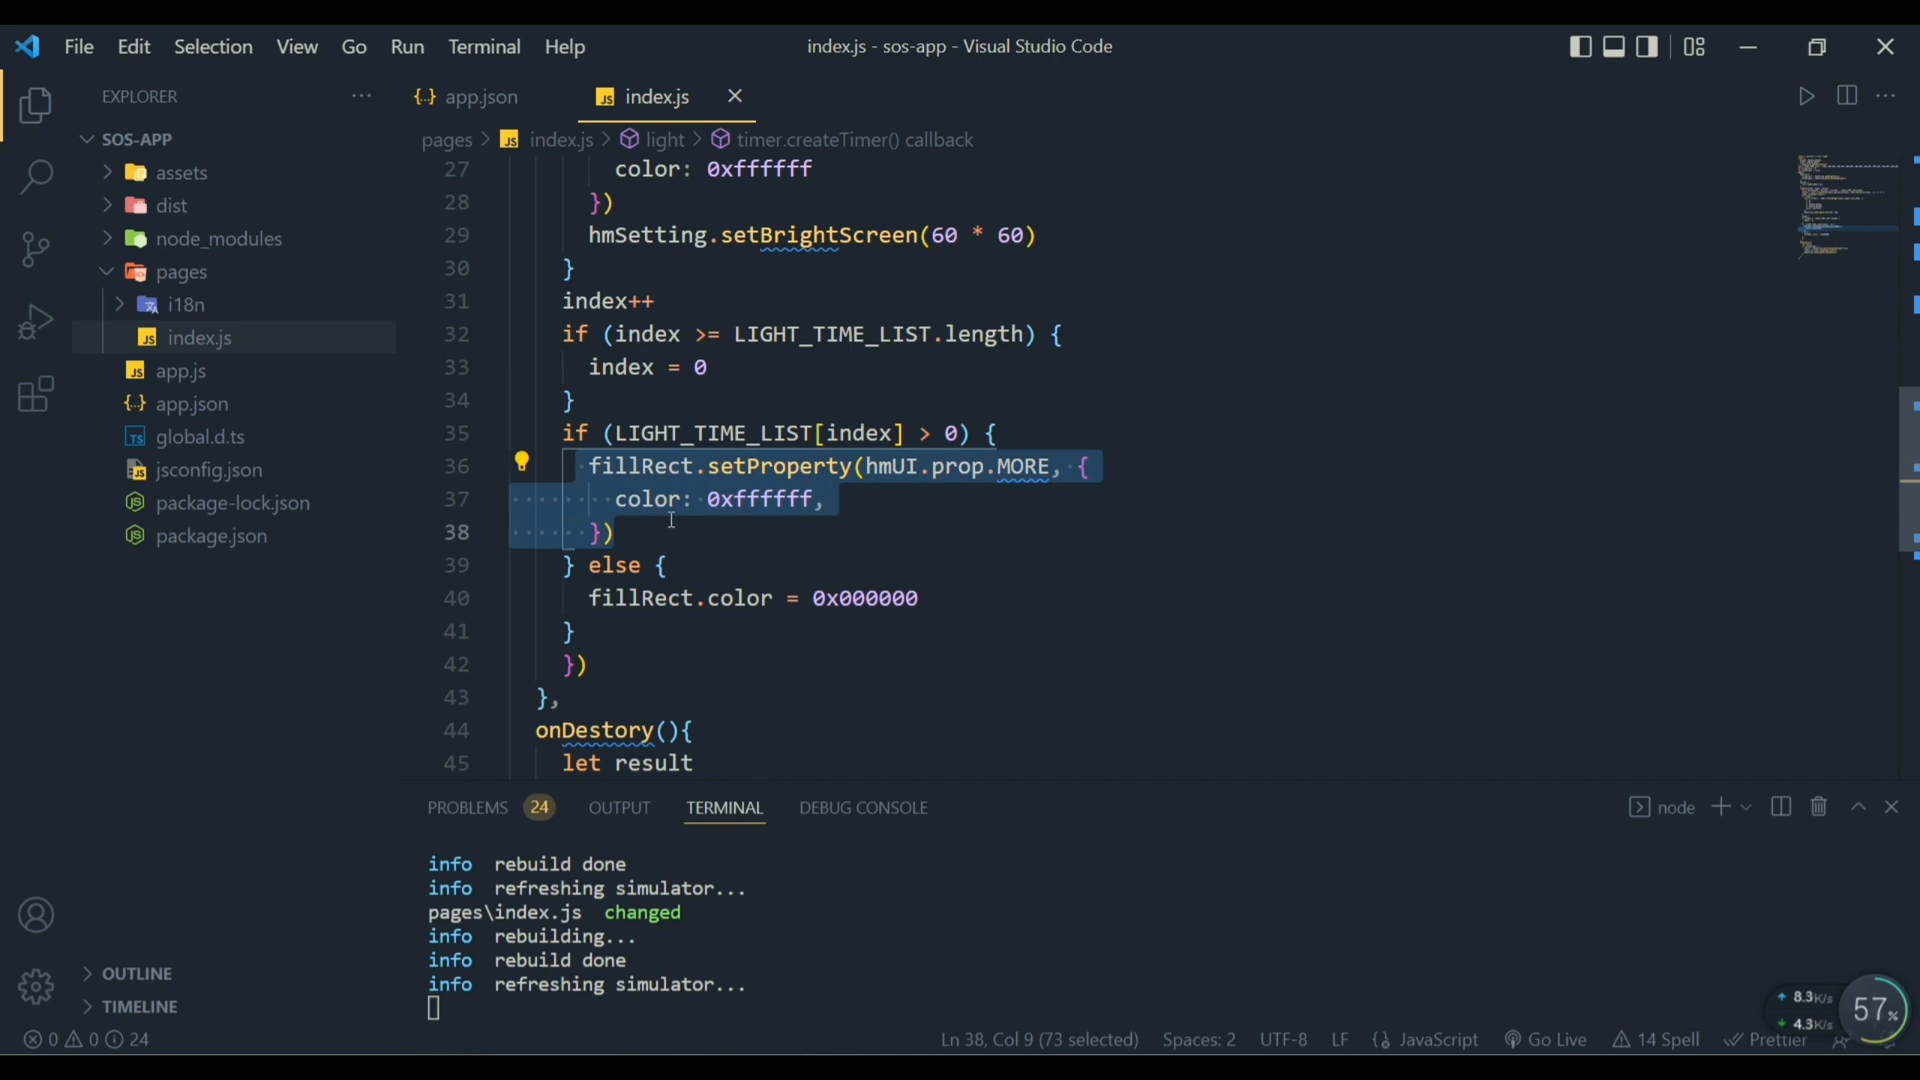 File Edit Selection View Go Run Terminal Help
index.js - sos-app - Visual Studio Code
EXPLORER
SOS-APP
assets
dist
node_modules
pages
i18n
index.js
app.js
app.json
global.d.ts
jsconfig.json
package-lock.json
package.json
OUTLINE
TIMELINE
app.json index.js
pages > index.js > light > timer.createTimer() callback
27 color: 0xffffff
28 })
29 hmSetting.setBrightScreen(60 * 60)
30 }
31 index++
32 if (index >= LIGHT_TIME_LIST.length) {
33 index = 0
34 }
35 if (LIGHT_TIME_LIST[index] > 0) {
36 fillRect.setProperty(hmUI.prop.MORE, {
37 color: 0xffffff,
38 })
39 } else {
40 fillRect.color = 0x000000
41 }
42 })
43 },
44 onDestory(){
45 let result
PROBLEMS 24 OUTPUT TERMINAL DEBUG CONSOLE
node
info rebuild done
info refreshing simulator...
pages\index.js changed
info rebuilding...
info rebuild done
info refreshing simulator...
8.3K/s
4.3K/s
57%
0 0 24
Ln 38, Col 9 (73 selected) Spaces: 2 UTF-8 LF JavaScript Go Live 14 Spell Prettier